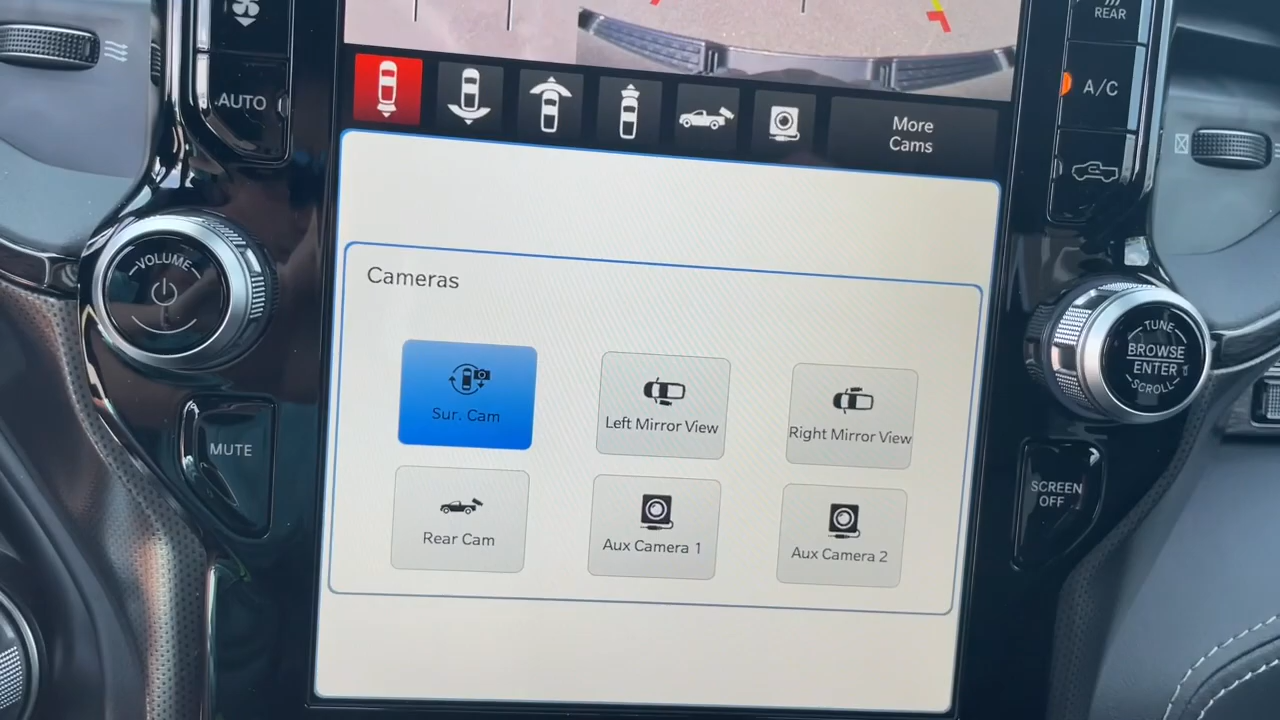 REAR
AUTO
A/C
More
Cams
VOLUME
Cameras
TUNE
BROWSE
ENTER
SCROLL
Sur. Cam
Left Mirror View
Right Mirror View
MUTE
SCREEN
OFF
Rear Cam
Aux Camera 1
Aux Camera 2